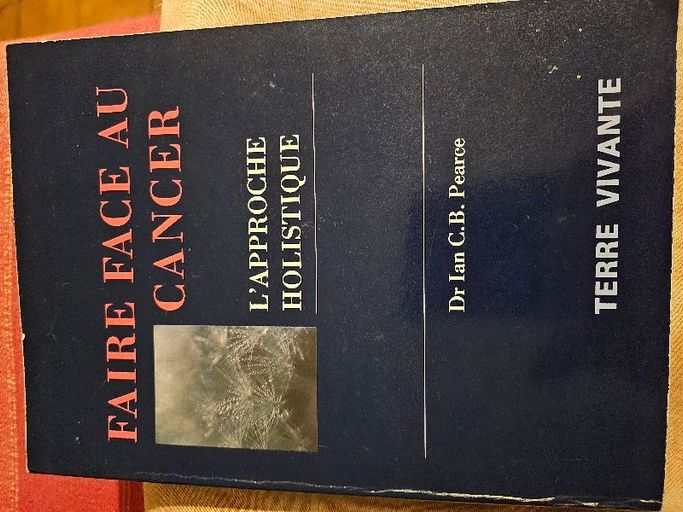 FAIRE FACE AU
CANCER
L'APPROCHE
HOLISTIQUE
Dr Ian C.B. Pearce
TERRE VIVANTE